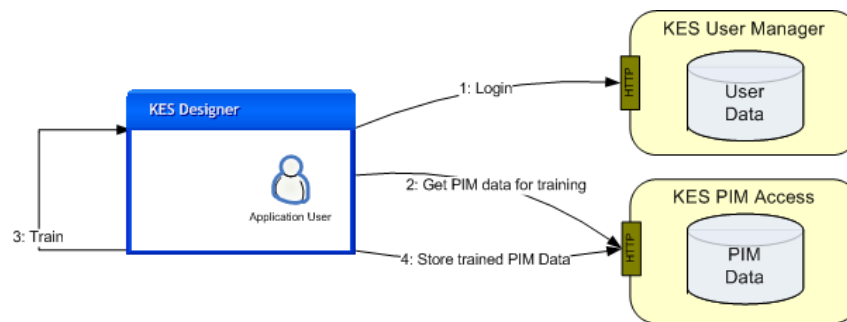 KES User Manager
HTTP
User
Data
1: Login
KES Designer
Application User
2: Get PIM data for training
3: Train
4: Store trained PIM Data
KES PIM Access
HTTP
PIM
Data